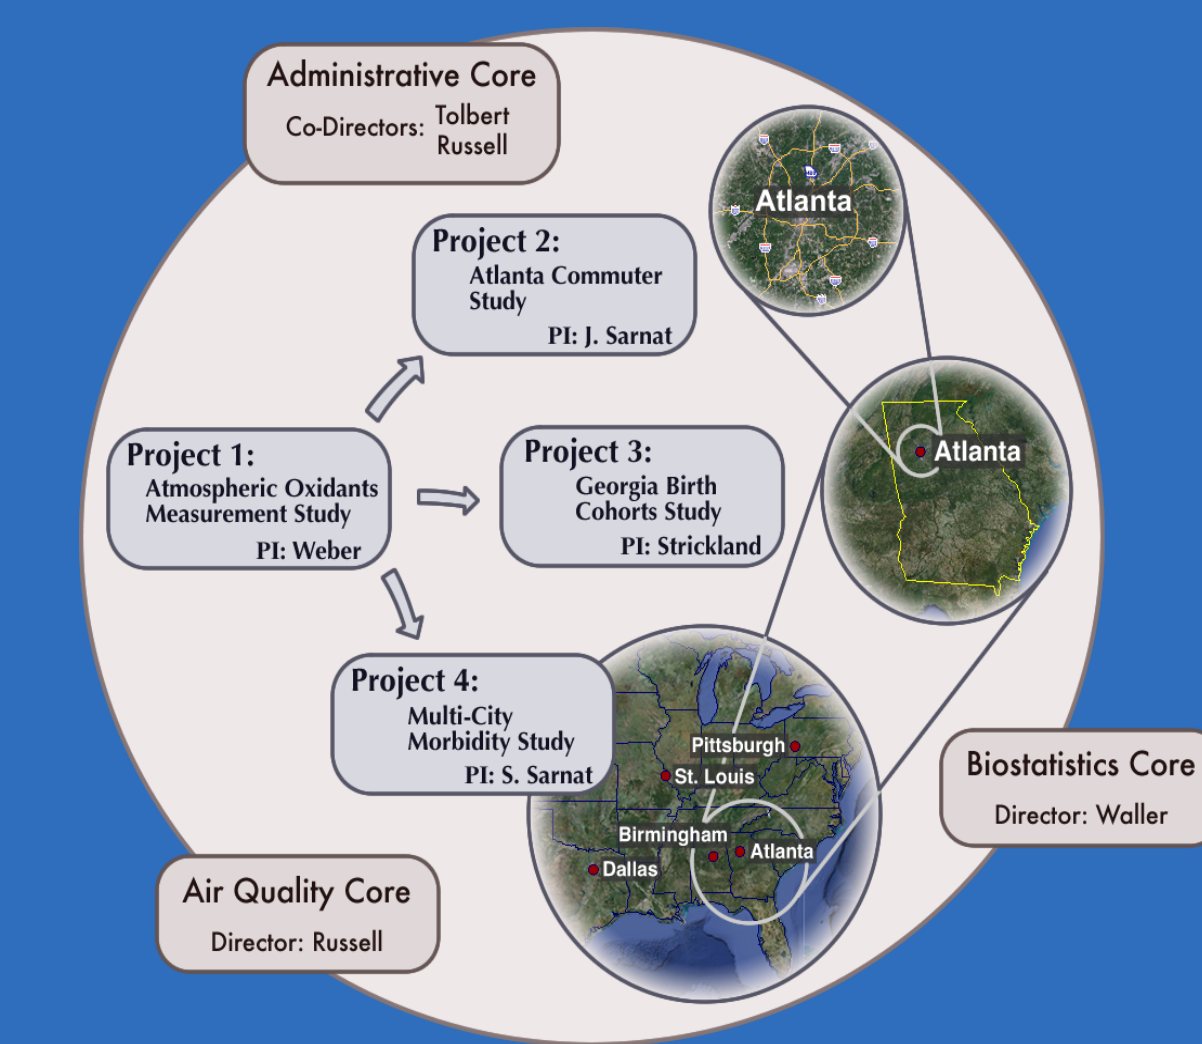 Administrative Core
Co-Directors: Tolbert
Russell
Atlanta
Project 2:
Atlanta Commuter
Study
PI: J. Sarnat
Project 1:
Atmospheric Oxidants
Measurement Study
PI: Weber
Project 3:
Georgia Birth
Cohorts Study
PI: Strickland
Atlanta
Project 4:
Multi-City
Morbidity Study
PI: S. Sarnat
Pittsburgh
St. Louis
Birmingham
Atlanta
Dallas
Biostatistics Core
Director: Waller
Air Quality Core
Director: Russell